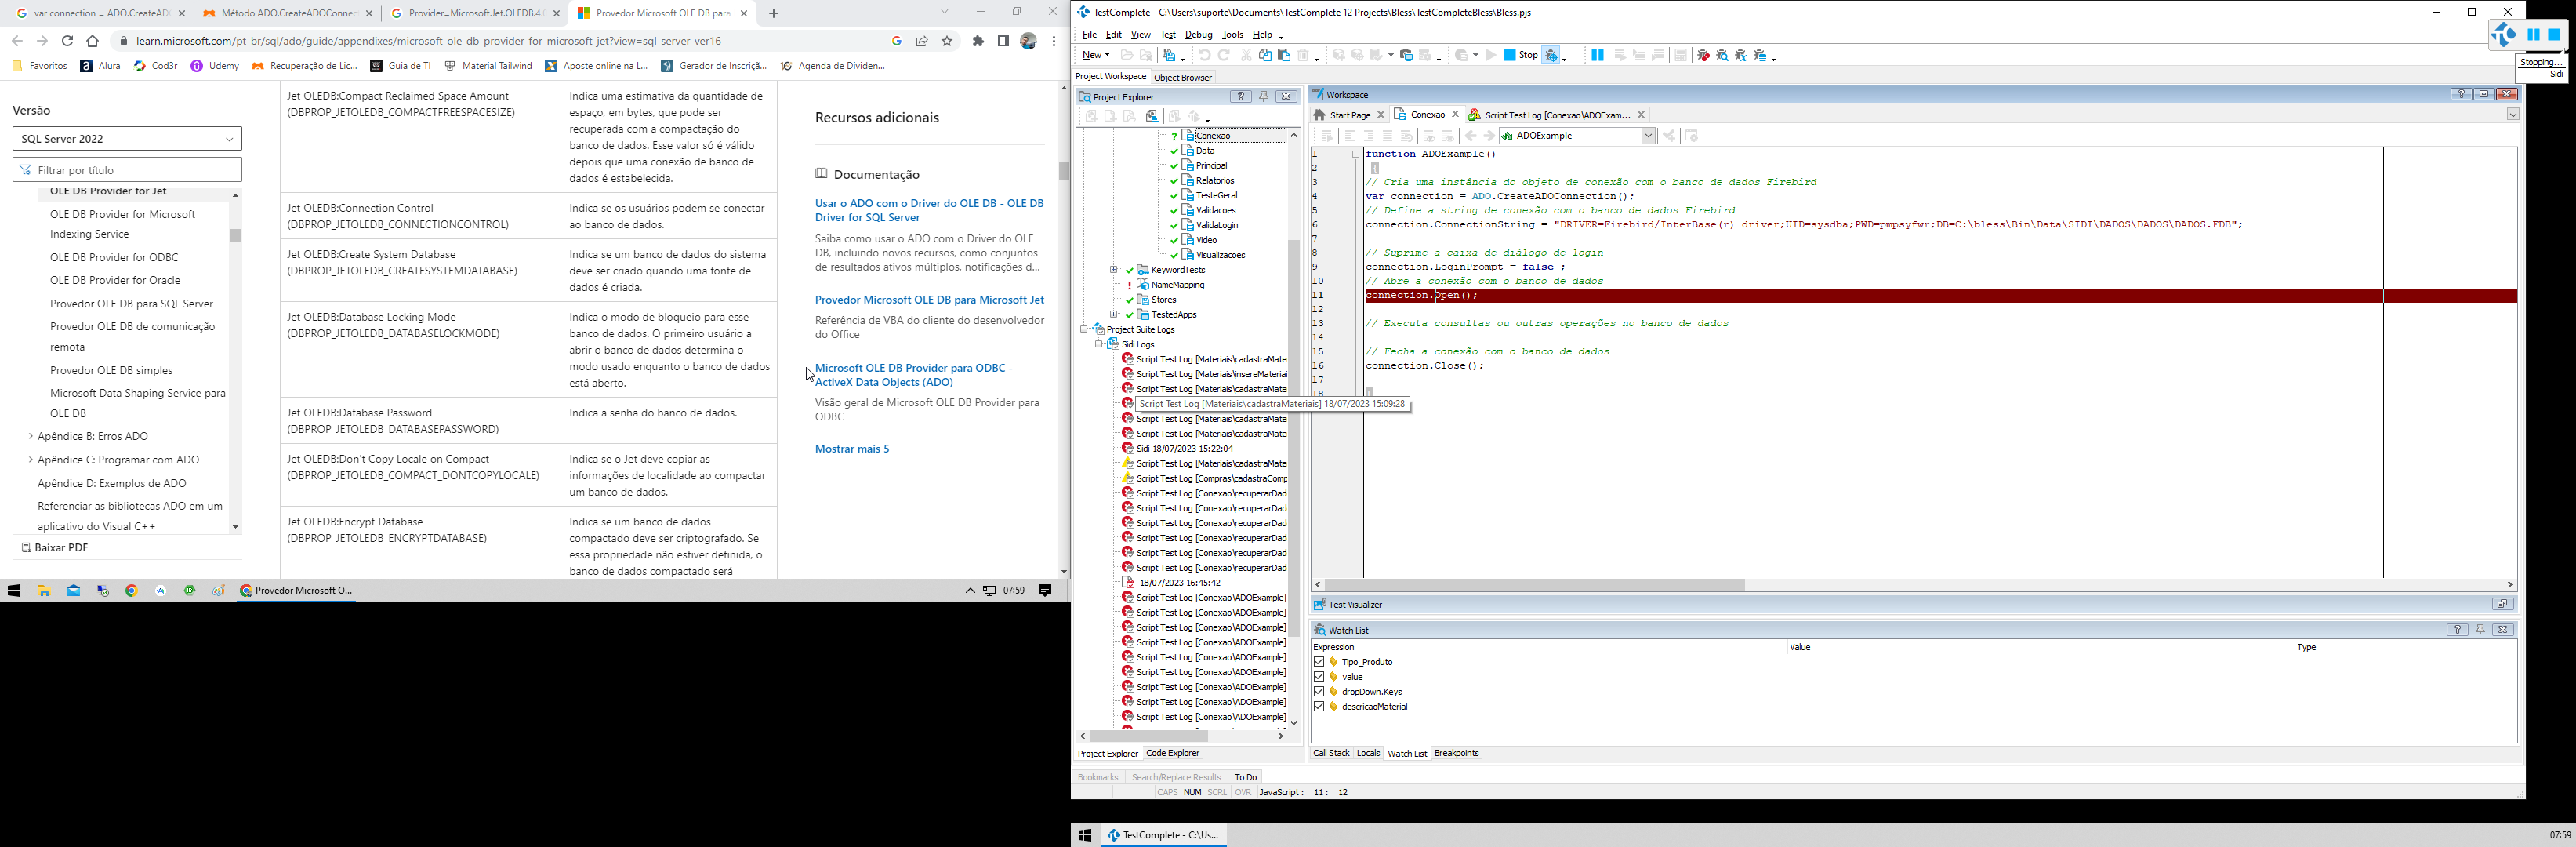 var connection = ADO.CreateADO
Método ADO.CreateADOConnec
Provider=Microsoft.Jet.OLEDB.4.
Provedor Microsoft OLE DB para
learn.microsoft.com/pt-br/sql/ado/guide/appendixes/microsoft-ole-db-provider-for-microsoft-jet?view=sql-server-ver16
Favoritos
Alura
Cod3r
Udemy
Recuperação de Lic...
Guia de TI
Material Tailwind
Aposte online na L...
Gerador de Inscriçã...
Agenda de Dividen...
Versão
SQL Server 2022
Filtrar por título
OLE DB Provider for Jet
OLE DB Provider for Microsoft
Indexing Service
OLE DB Provider for ODBC
OLE DB Provider for Oracle
Provedor OLE DB para SQL Server
Provedor OLE DB de comunicação
remota
Provedor OLE DB simples
Microsoft Data Shaping Service para
OLE DB
Apêndice B: Erros ADO
Apêndice C: Programar com ADO
Apêndice D: Exemplos de ADO
Referenciar as bibliotecas ADO em um
aplicativo do Visual C++
Baixar PDF
Jet OLEDB:Compact Reclaimed Space Amount
(DBPROP_JETOLEDB_COMPACTFREESPACESIZE)
Indica uma estimativa da quantidade de
espaço, em bytes, que pode ser
recuperada com a compactação do
banco de dados. Esse valor só é válido
depois que uma conexão de banco de
dados é estabelecida.
Jet OLEDB:Connection Control
(DBPROP_JETOLEDB_CONNECTIONCONTROL)
Indica se os usuários podem se conectar
ao banco de dados.
Jet OLEDB:Create System Database
(DBPROP_JETOLEDB_CREATESYSTEMDATABASE)
Indica se um banco de dados do sistema
deve ser criado quando uma fonte de
dados é criada.
Jet OLEDB:Database Locking Mode
(DBPROP_JETOLEDB_DATABASELOCKMODE)
Indica o modo de bloqueio para esse
banco de dados. O primeiro usuário a
abrir o banco de dados determina o
modo usado enquanto o banco de dados
está aberto.
Jet OLEDB:Database Password
(DBPROP_JETOLEDB_DATABASEPASSWORD)
Indica a senha do banco de dados.
Jet OLEDB:Don't Copy Locale on Compact
(DBPROP_JETOLEDB_COMPACT_DONTCOPYLOCALE)
Indica se o Jet deve copiar as
informações de localidade ao compactar
um banco de dados.
Jet OLEDB:Encrypt Database
(DBPROP_JETOLEDB_ENCRYPTDATABASE)
Indica se um banco de dados
compactado deve ser criptografado. Se
essa propriedade não estiver definida, o
banco de dados compactado será
Recursos adicionais
Documentação
Usar o ADO com o Driver do OLE DB - OLE DB
Driver for SQL Server
Saiba como usar o ADO com o Driver do OLE
DB, incluindo novos recursos, como conjuntos
de resultados ativos múltiplos, notificações d...
Provedor Microsoft OLE DB para Microsoft Jet
Referência de VBA do cliente do desenvolvedor
do Office
Microsoft OLE DB Provider para ODBC -
ActiveX Data Objects (ADO)
Visão geral de Microsoft OLE DB Provider para
ODBC
Mostrar mais 5
Provedor Microsoft O...
07:59
TestComplete - C:\Users\suporte\Documents\TestComplete 12 Projects\Bless\TestCompleteBless\Bless.pjs
File Edit View Test Debug Tools Help
New
Stop
Stopping...
Sidi
Project Workspace
Object Browser
Project Explorer
Conexao
Data
Principal
Relatorios
TesteGeral
Validacoes
ValidaLogin
Video
Visualizacoes
KeywordTests
NameMapping
Stores
TestedApps
Project Suite Logs
Sidi Logs
Script Test Log [Materiais\cadastraMate
Script Test Log [Materiais\insereMateriai
Script Test Log [Materiais\cadastraMate
Script Test Log [Materiais\cadastraMateriais] 18/07/2023 15:09:28
Script Test Log [Materiais\cadastraMate
Script Test Log [Materiais\cadastraMate
Sidi 18/07/2023 15:22:04
Script Test Log [Materiais\cadastraMate
Script Test Log [Compras\cadastraComp
Script Test Log [Conexao\recuperarDad
Script Test Log [Conexao\recuperarDad
Script Test Log [Conexao\recuperarDad
Script Test Log [Conexao\recuperarDad
Script Test Log [Conexao\recuperarDad
Script Test Log [Conexao\recuperarDad
18/07/2023 16:45:42
Script Test Log [Conexao\ADOExample]
Script Test Log [Conexao\ADOExample]
Script Test Log [Conexao\ADOExample]
Script Test Log [Conexao\ADOExample]
Script Test Log [Conexao\ADOExample]
Script Test Log [Conexao\ADOExample]
Script Test Log [Conexao\ADOExample]
Script Test Log [Conexao\ADOExample]
Script Test Log [Conexao\ADOExample]
Project Explorer
Code Explorer
Workspace
Start Page
Conexao
Script Test Log [Conexao\ADOExam...
ADOExample
1 function ADOExample()
2 {
3 // Cria uma instância do objeto de conexão com o banco de dados Firebird
4 var connection = ADO.CreateADOConnection();
5 // Define a string de conexão com o banco de dados Firebird
6 connection.ConnectionString = "DRIVER=Firebird/InterBase(r) driver;UID=sysdba;PWD=pmpsyfwr;DB=C:\bless\Bin\Data\SIDI\DADOS\DADOS\DADOS.FDB";
7
8 // Suprime a caixa de diálogo de login
9 connection.LoginPrompt = false ;
10 // Abre a conexão com o banco de dados
11 connection.Open();
12
13 // Executa consultas ou outras operações no banco de dados
14
15 // Fecha a conexão com o banco de dados
16 connection.Close();
17
18 }
Test Visualizer
Watch List
Expression Value Type
Tipo_Produto
value
dropDown.Keys
descricaoMaterial
Call Stack Locals Watch List Breakpoints
Bookmarks Search/Replace Results To Do
CAPS NUM SCRL OVR JavaScript: 11: 12
TestComplete - C:\Us...
07:59